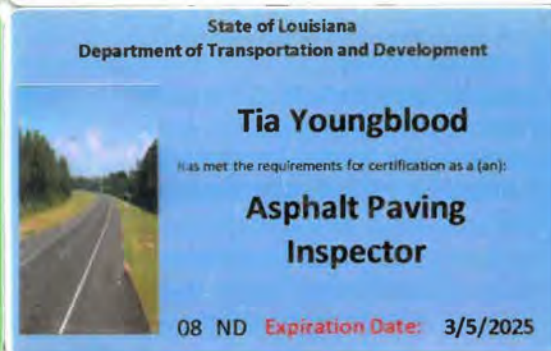 State of Louisiana
Department of Transportation and Development
Tia Youngblood
Has met the requirements for certification as a (an):
Asphalt Paving
Inspector
08 ND Expiration Date: 3/5/2025